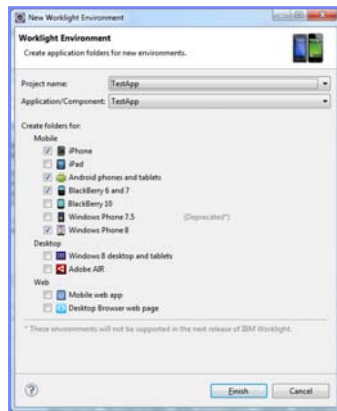 New Worklight Environment
Worklight Environment
Create application folders for new environments.
Project name: TestApp
Application/Component: TestApp
Create folders for:
Mobile
iPhone
iPad
Android phones and tablets
BlackBerry 6 and 7
BlackBerry 10
Windows Phone 7.5 (Deprecated*)
Windows Phone 8
Desktop
Windows 8 desktop and tablets
Adobe AIR
Web
Mobile web app
Desktop Browser web page
* These environments will not be supported in the next release of IBM Worklight.
Finish Cancel